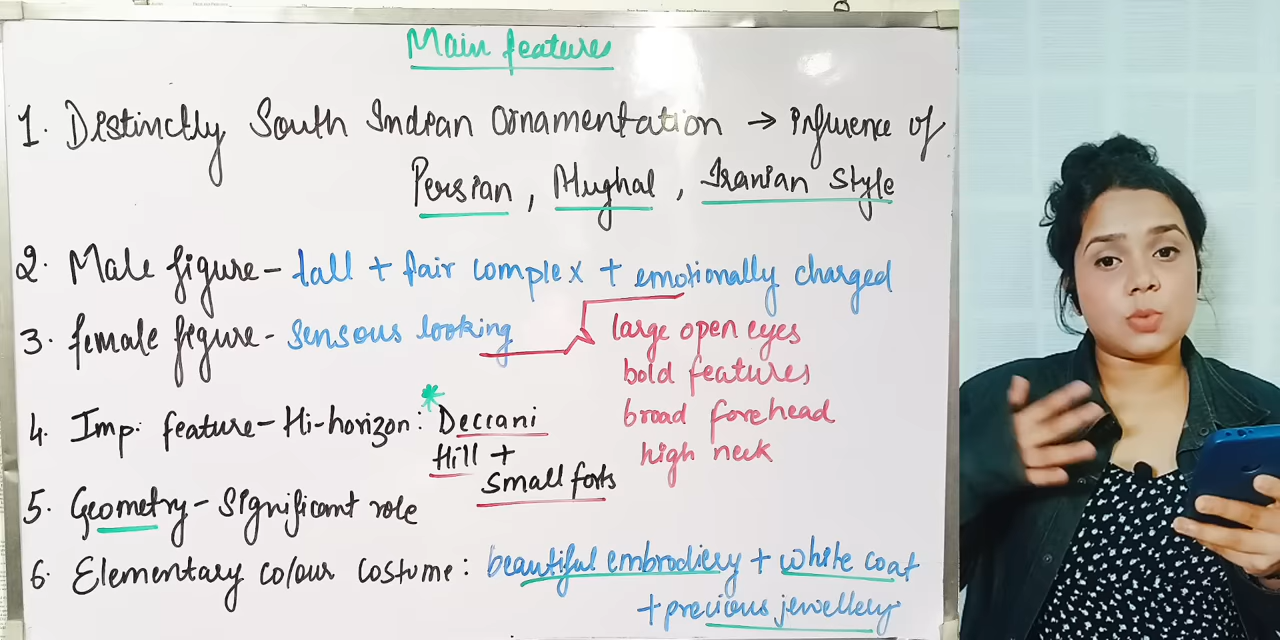 Main feature
1. Distinctly South Indian Ornamentation → influence of
Persian, Mughal, Iranian Style
2. Male figure - tall + fair complex + emotionally charged
3. female figure - Sensous looking
large open eyes
bold features
broad forehead
high neck
4. Imp. feature - Hi-horizon: * Deccani
Hill +
Small forts
5. Geometry - Significant role
6. Elementary colour costume: beautiful embrodiery + white coat
+ precious jewellery